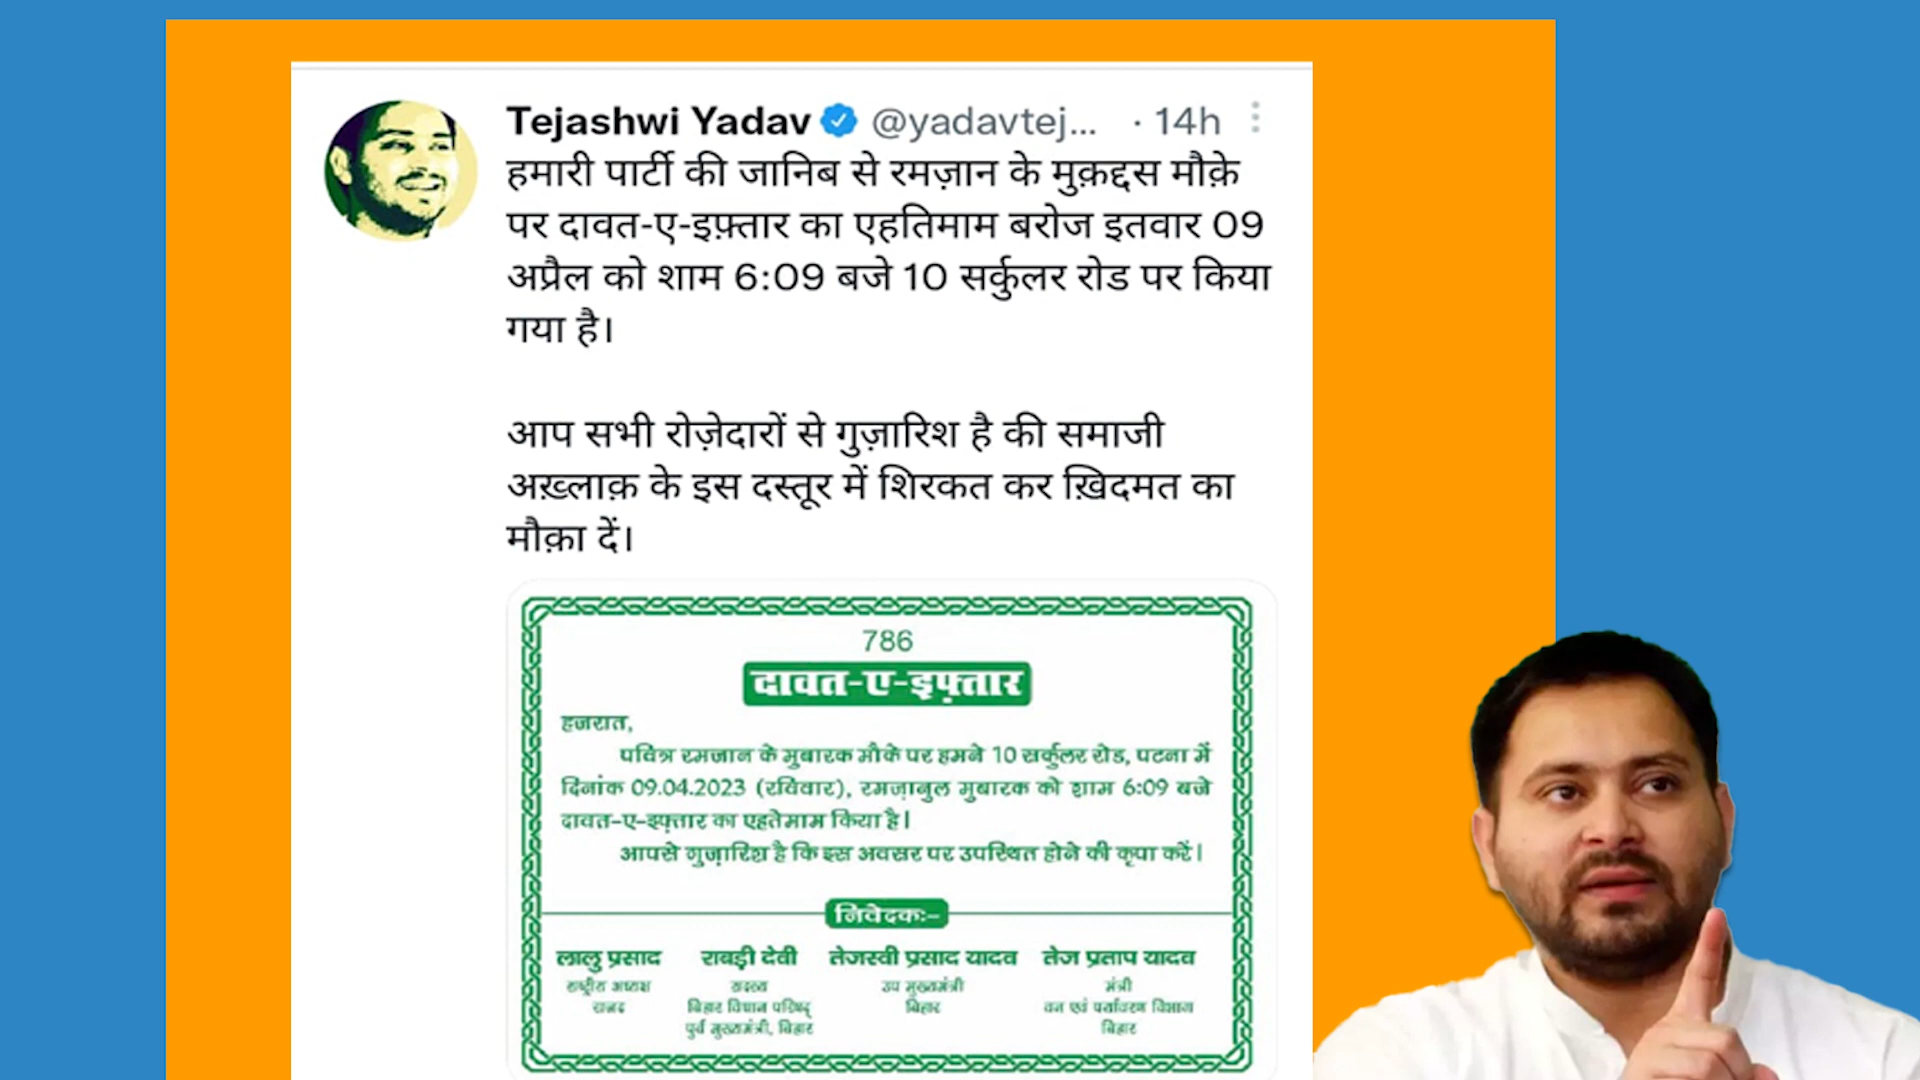 Tejashwi Yadav @yadavtej... · 14h
हमारी पार्टी की जानिब से रमज़ान के मुक़द्दस मौक़े
पर दावत-ए-इफ़्तार का एहतिमाम बरोज इतवार 09
अप्रैल को शाम 6:09 बजे 10 सर्कुलर रोड पर किया
गया है।
आप सभी रोज़ेदारों से गुज़ारिश है की समाजी
अख़्लाक़ के इस दस्तूर में शिरकत कर ख़िदमत का
मौक़ा दें।
786
दावत-ए-इफ़्तार
हजरात,
पवित्र रमजान के मुबारक मौके पर हमने 10 सर्कुलर रोड, पटना में
दिनांक 09.04.2023 (रविवार), रमज़ानुल मुबारक को शाम 6:09 बजे
दावत-ए-इफ़्तार का एहतेमाम किया है।
आपसे गुज़ारिश है कि इस अवसर पर उपस्थित होने की कृपा करें।
निवेदक:-
लालू प्रसाद राबड़ी देवी तेजस्वी प्रसाद यादव तेज प्रताप यादव
राष्ट्रीय अध्यक्ष सदस्य उप मुख्यमंत्री मंत्री
राजद बिहार विधान परिषद् बिहार वन एवं पर्यावरण विभाग
पूर्व मुख्यमंत्री, बिहार बिहार